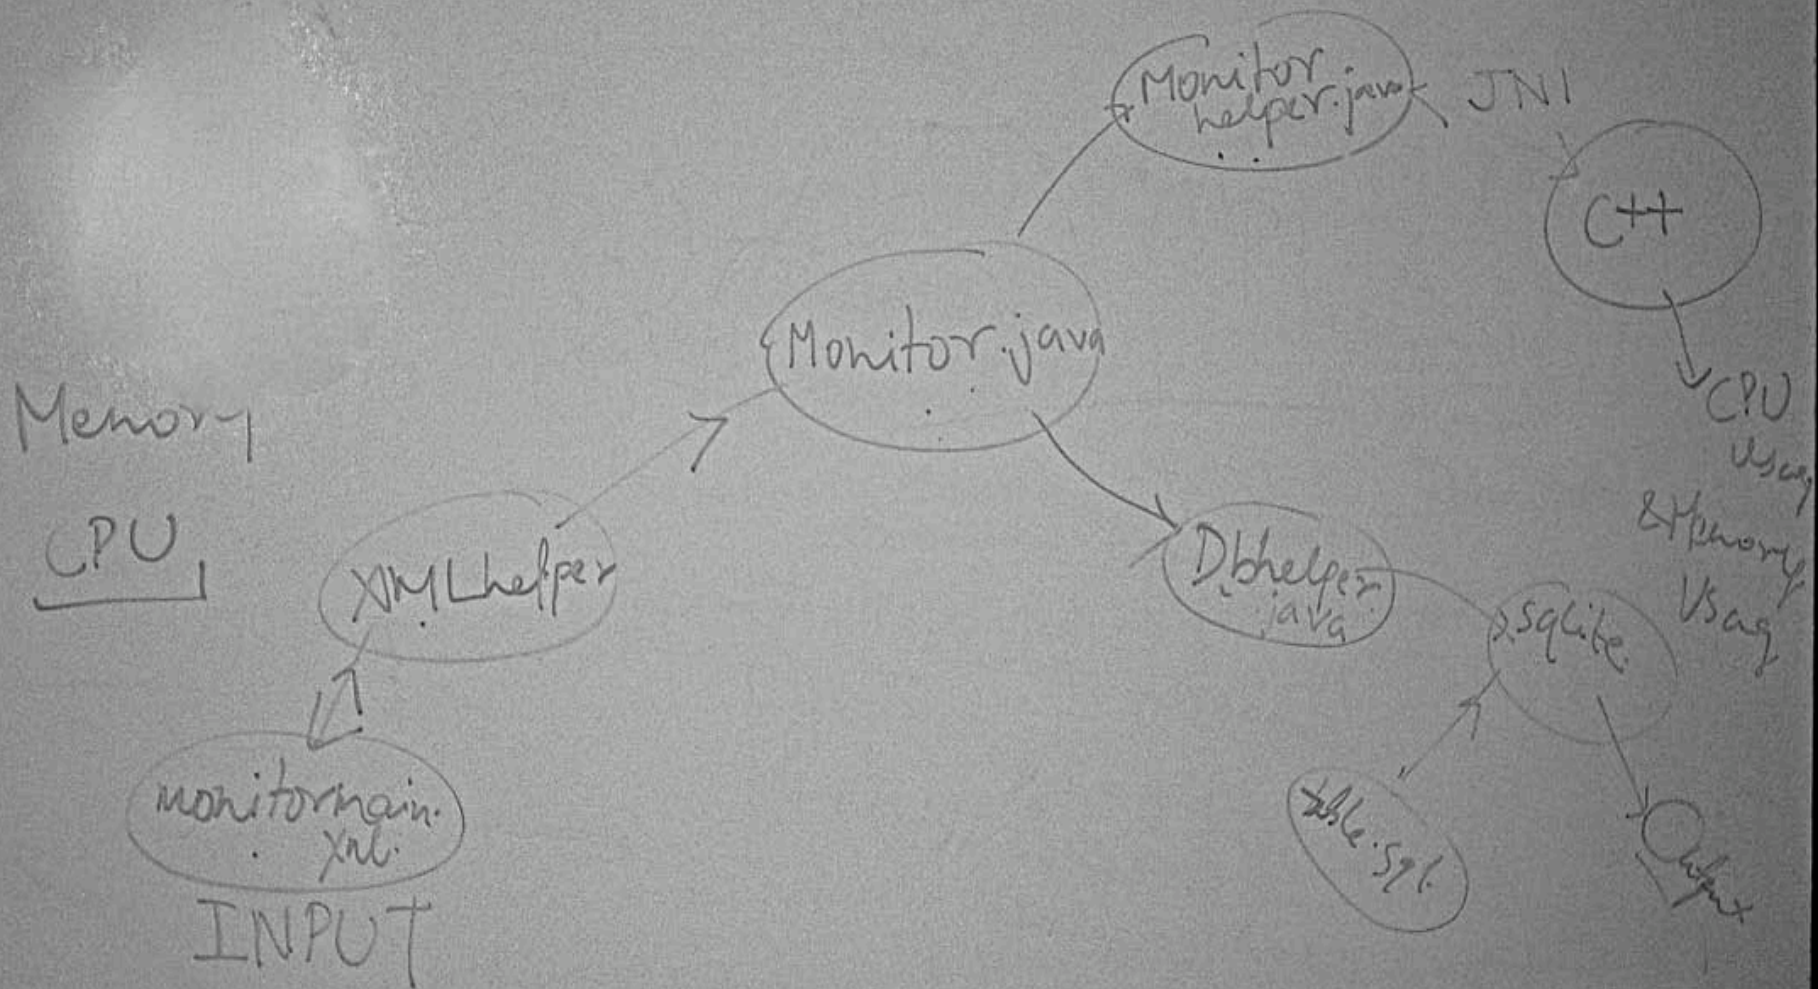 Monitor.
helper.java
JNI
C++
Monitor.java
CPU
Usag
&Memory
Usag
Memory
CPU
XMLhelper
Dbhelper.
java
sqlite.
monitormain.
xml.
table.sql.
Output
INPUT